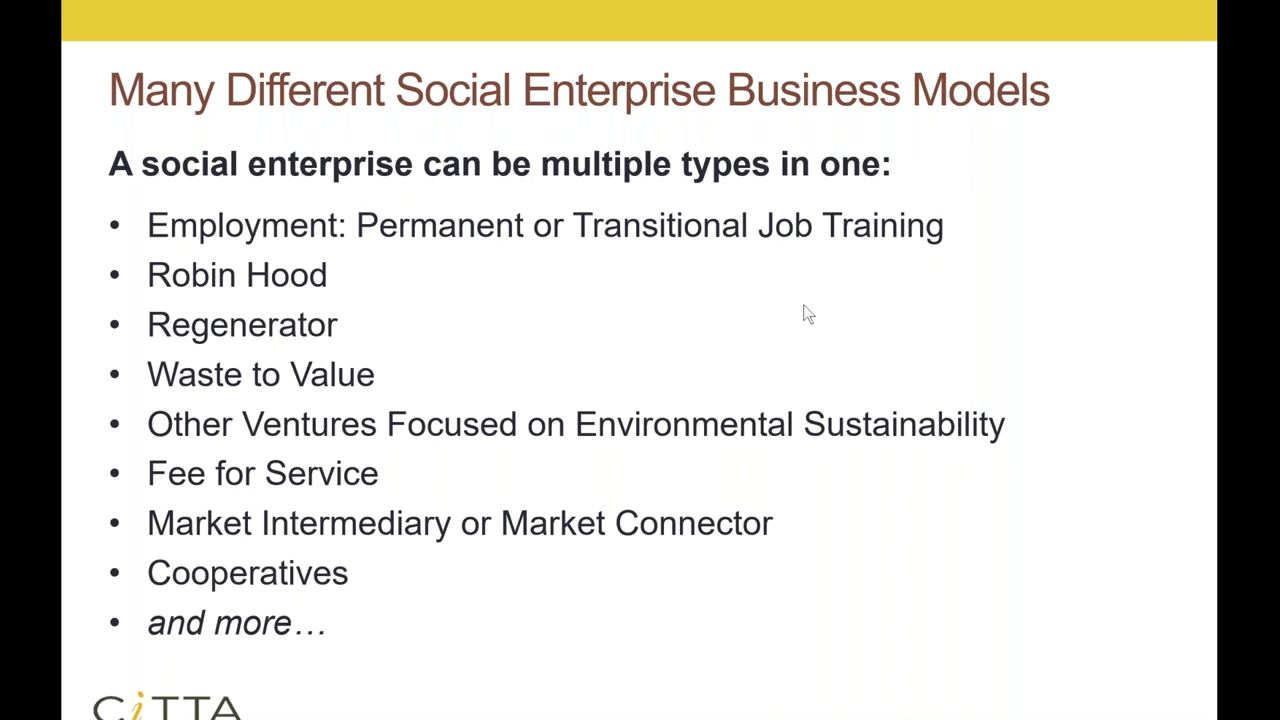 Many Different Social Enterprise Business Models
A social enterprise can be multiple types in one:
• Employment: Permanent or Transitional Job Training
• Robin Hood
• Regenerator
• Waste to Value
• Other Ventures Focused on Environmental Sustainability
• Fee for Service
• Market Intermediary or Market Connector
• Cooperatives
• and more…
CiTTA